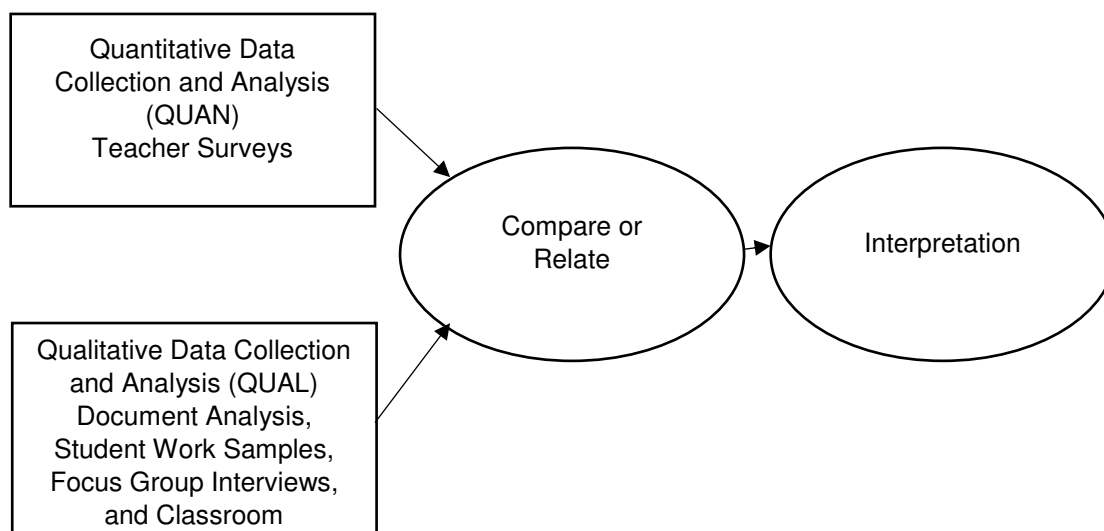 Quantitative Data
Collection and Analysis
(QUAN)
Teacher Surveys
Compare or
Relate
Interpretation
Qualitative Data Collection
and Analysis (QUAL)
Document Analysis,
Student Work Samples,
Focus Group Interviews,
and Classroom